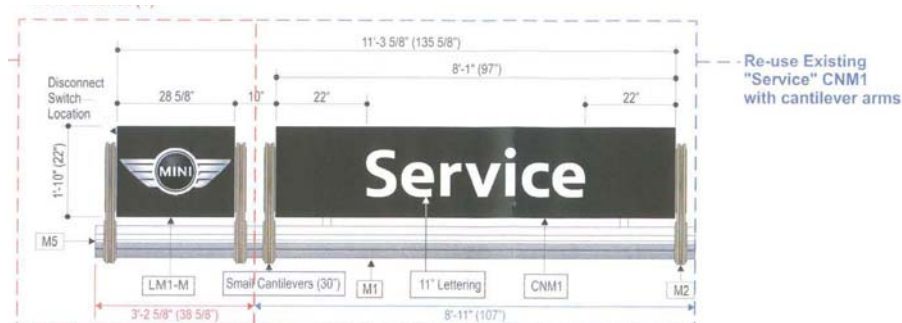 11'-3 5/8" (135 5/8")
8'-1" (97")
Re-use Existing
"Service" CNM1
with cantilever arms
Disconnect
Switch
Location
28 5/8"
10"
22"
22"
1'-10" (22")
MINI
Service
M5
LM1-M
Small Cantilevers (30")
M1
11" Lettering
CNM1
M2
3'-2 5/8" (38 5/8")
8'-11" (107")